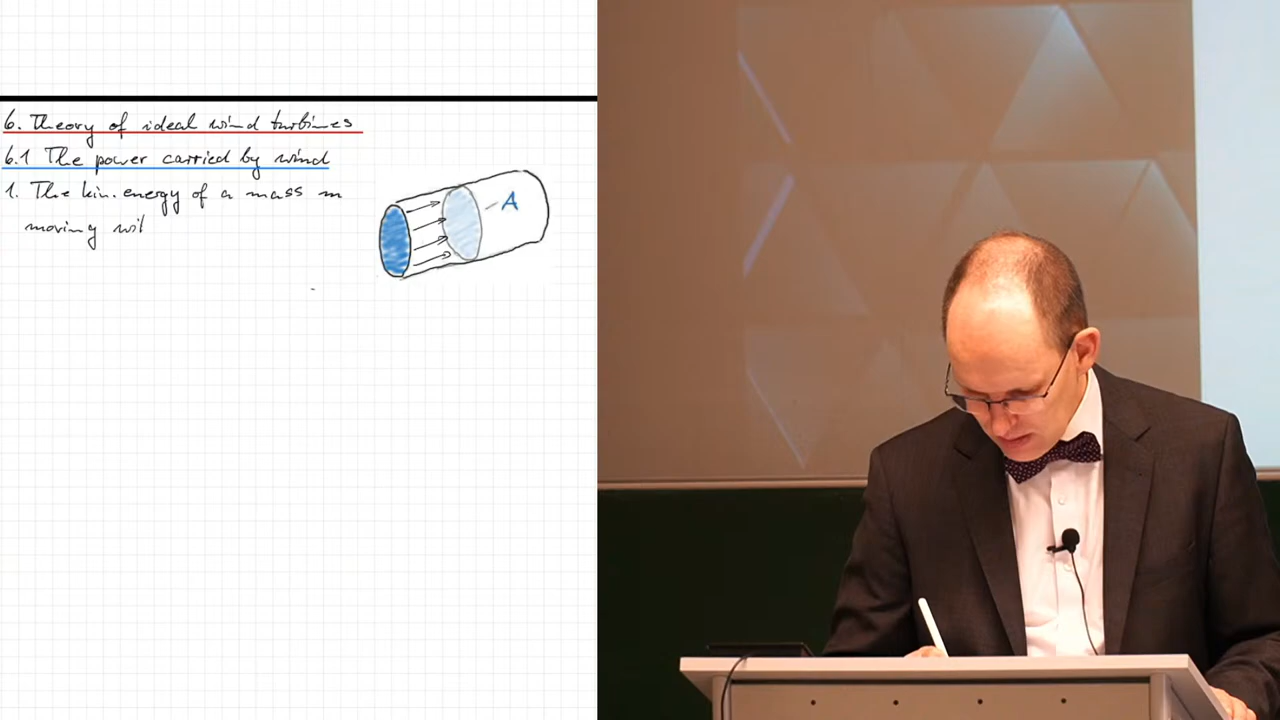 6. Theory of ideal wind turbines
6.1 The power carried by wind
1. The kin. energy of a mass m
moving wit
A